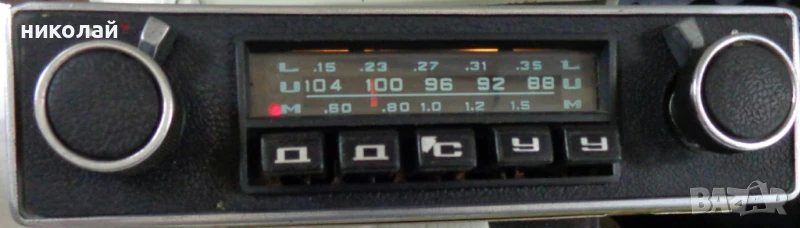 николай
L .15 .23 .27 .31 .35 L
U 104 100 96 92 88 U
M .60 .80 1.0 1.2 1.5 M
Д Д С У У
BAZAR